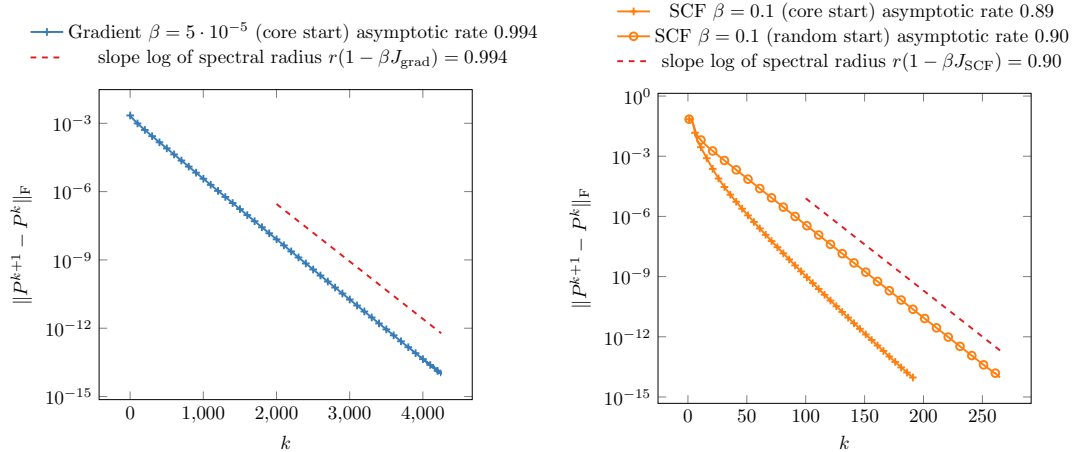 Gradient β = 5 · 10⁻⁵ (core start) asymptotic rate 0.994
slope log of spectral radius r(1 − βJ_grad) = 0.994
10⁻³
10⁻⁶
10⁻⁹
10⁻¹²
10⁻¹⁵
‖P^{k+1} − P^k‖_F
0
1,000
2,000
3,000
4,000
k
SCF β = 0.1 (core start) asymptotic rate 0.89
SCF β = 0.1 (random start) asymptotic rate 0.90
slope log of spectral radius r(1 − βJ_SCF) = 0.90
10⁰
10⁻³
10⁻⁶
10⁻⁹
10⁻¹²
10⁻¹⁵
‖P^{k+1} − P^k‖_F
0
50
100
150
200
250
k